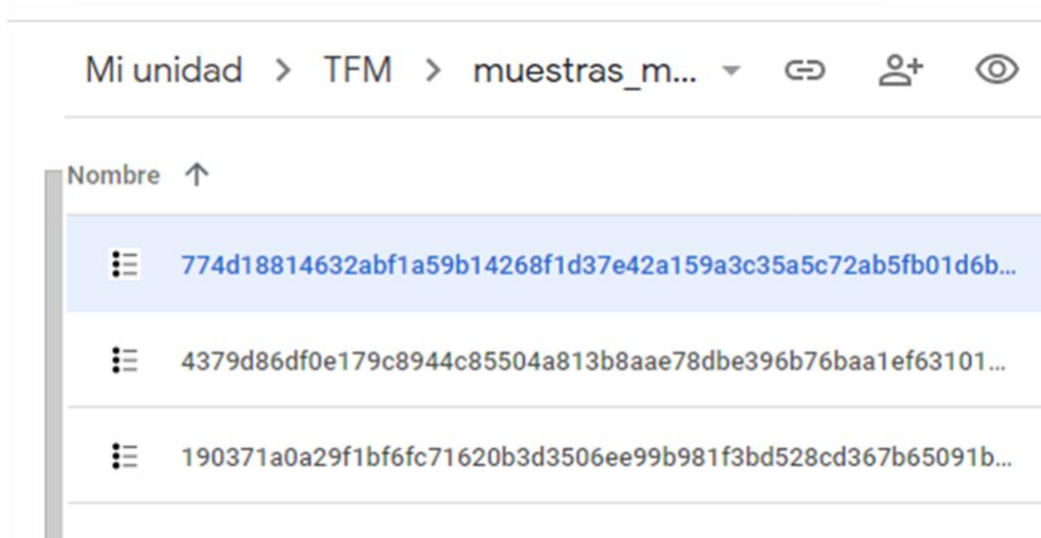 Mi unidad > TFM > muestras_m...
Nombre
774d18814632abf1a59b14268f1d37e42a159a3c35a5c72ab5fb01d6b...
4379d86df0e179c8944c85504a813b8aae78dbe396b76baa1ef63101...
190371a0a29f1bf6fc71620b3d3506ee99b981f3bd528cd367b65091b...